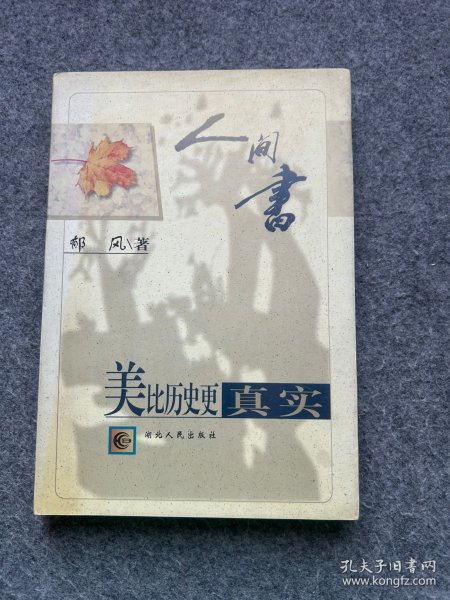 人间書
郁 风\著
美比历史更真实
湖北人民出版社
孔夫子旧书网
www.kongfz.com